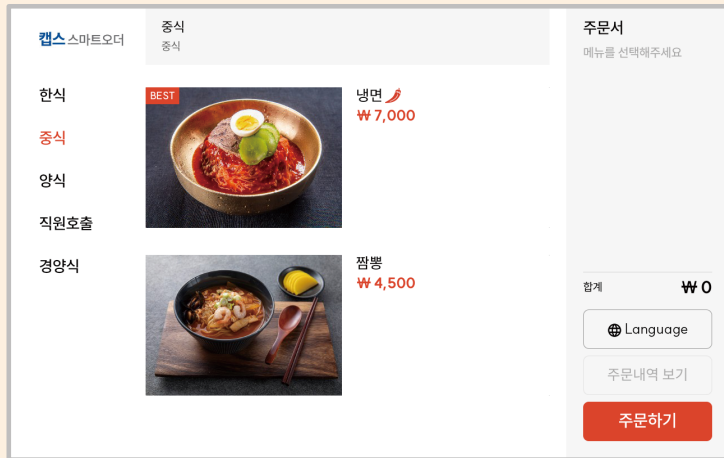 캡스 스마트오더
한식
중식
양식
직원호출
경양식
중식
중식
BEST
냉면
₩ 7,000
짬뽕
₩ 4,500
주문서
메뉴를 선택해주세요
합계 ₩ 0
Language
주문내역 보기
주문하기